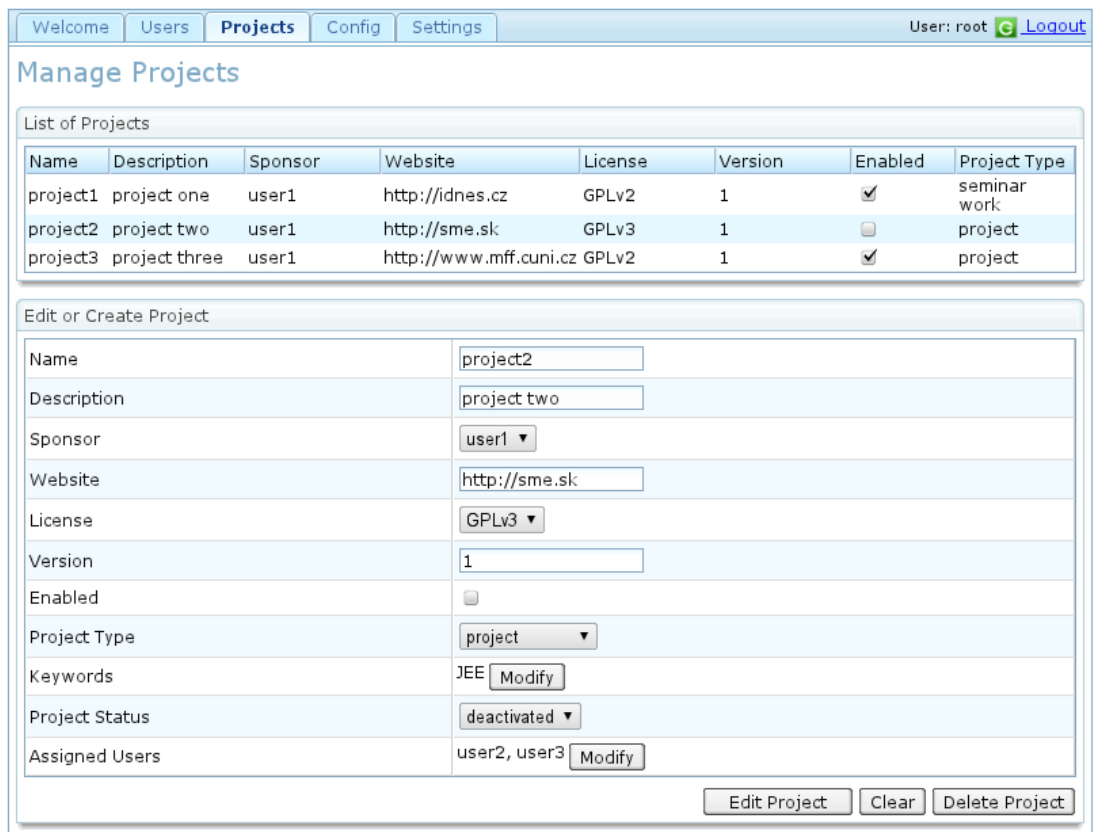 Welcome Users Projects Config Settings User: root G Logout
Manage Projects
List of Projects
Name Description Sponsor Website License Version Enabled Project Type
project1 project one user1 http://idnes.cz GPLv2 1 seminar work
project2 project two user1 http://sme.sk GPLv3 1 project
project3 project three user1 http://www.mff.cuni.cz GPLv2 1 project
Edit or Create Project
Name project2
Description project two
Sponsor user1
Website http://sme.sk
License GPLv3
Version 1
Enabled
Project Type project
Keywords JEE Modify
Project Status deactivated
Assigned Users user2, user3 Modify
Edit Project Clear Delete Project